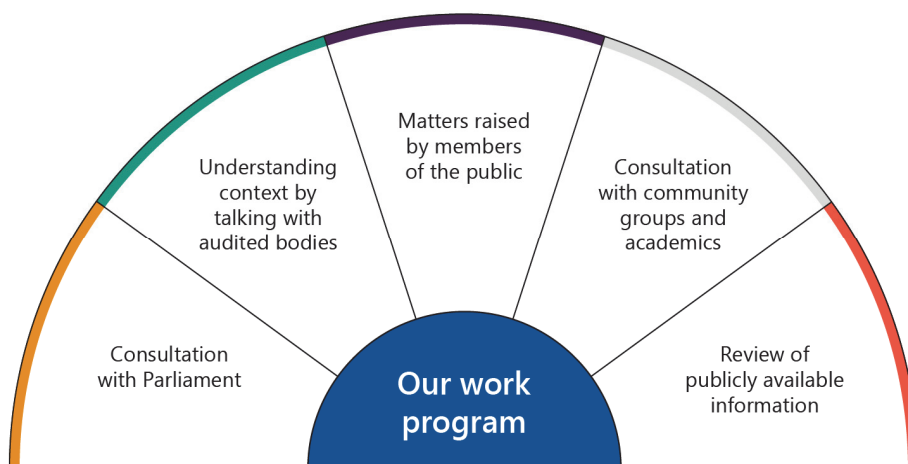 Consultation
with Parliament
Understanding
context by
talking with
audited bodies
Matters raised
by members
of the public
Consultation
with community
groups and
academics
Review of
publicly available
information
Our work
program